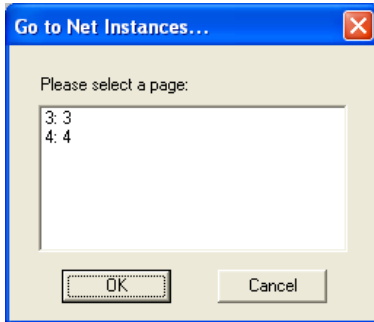 Go to Net Instances...
Please select a page:
3: 3
4: 4
OK
Cancel